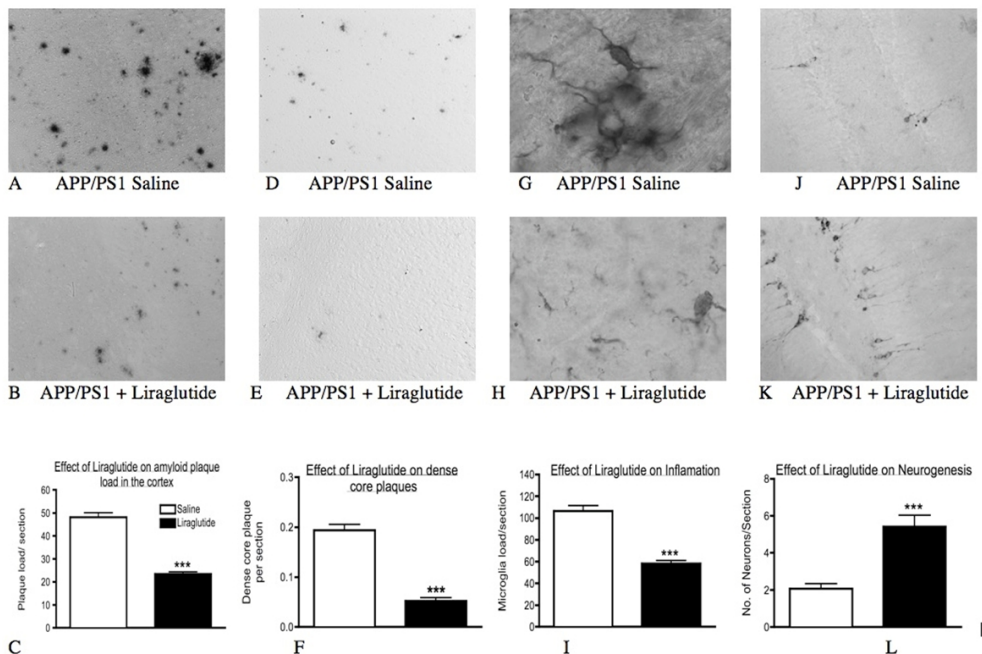 A APP/PS1 Saline
D APP/PS1 Saline
G APP/PS1 Saline
J APP/PS1 Saline
B APP/PS1 + Liraglutide
E APP/PS1 + Liraglutide
H APP/PS1 + Liraglutide
K APP/PS1 + Liraglutide
Effect of Liraglutide on amyloid plaque
load in the cortex
60
50
40
30
20
10
0
Plaque load/ section
Saline
Liraglutide
***
C
Effect of Liraglutide on dense
core plaques
0.3
0.2
0.1
0.0
Dense core plaque
per section
***
F
Effect of Liraglutide on Inflamation
140
120
100
80
60
40
20
0
Microglia load/section
***
I
Effect of Liraglutide on Neurogenesis
8
6
4
2
0
No. of Neurons/Section
***
L